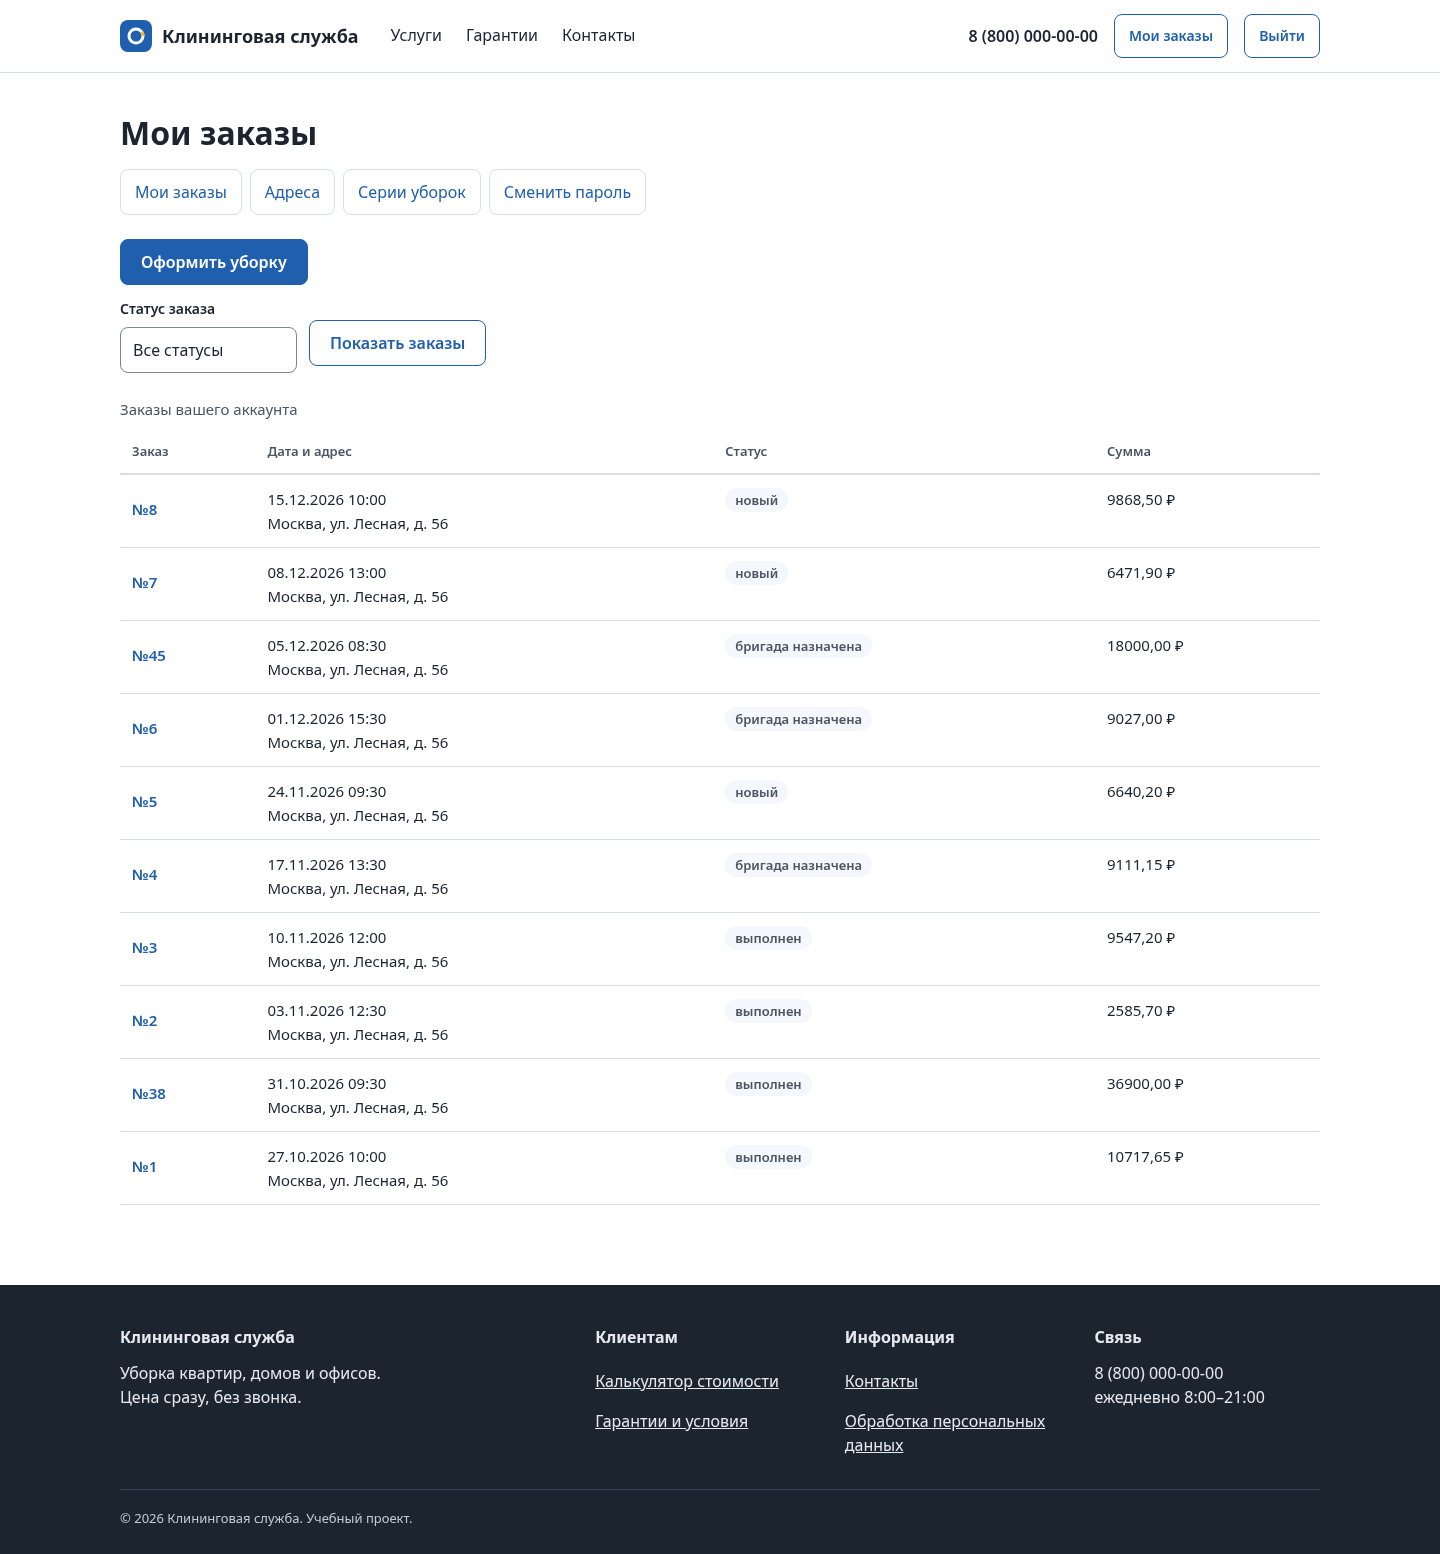 Клининговая служба Услуги Гарантии Контакты 8 (800) 000-00-00 Мои заказы Выйти
Мои заказы
Мои заказы Адреса Серии уборок Сменить пароль
Оформить уборку
Статус заказа
Все статусы Показать заказы
Заказы вашего аккаунта
Заказ Дата и адрес Статус Сумма
№8 15.12.2026 10:00 новый 9868,50 ₽
Москва, ул. Лесная, д. 56
№7 08.12.2026 13:00 новый 6471,90 ₽
Москва, ул. Лесная, д. 56
№45 05.12.2026 08:30 бригада назначена 18000,00 ₽
Москва, ул. Лесная, д. 56
№6 01.12.2026 15:30 бригада назначена 9027,00 ₽
Москва, ул. Лесная, д. 56
№5 24.11.2026 09:30 новый 6640,20 ₽
Москва, ул. Лесная, д. 56
№4 17.11.2026 13:30 бригада назначена 9111,15 ₽
Москва, ул. Лесная, д. 56
№3 10.11.2026 12:00 выполнен 9547,20 ₽
Москва, ул. Лесная, д. 56
№2 03.11.2026 12:30 выполнен 2585,70 ₽
Москва, ул. Лесная, д. 56
№38 31.10.2026 09:30 выполнен 36900,00 ₽
Москва, ул. Лесная, д. 56
№1 27.10.2026 10:00 выполнен 10717,65 ₽
Москва, ул. Лесная, д. 56
Клининговая служба
Уборка квартир, домов и офисов.
Цена сразу, без звонка.
Клиентам
Калькулятор стоимости
Гарантии и условия
Информация
Контакты
Обработка персональных
данных
Связь
8 (800) 000-00-00
ежедневно 8:00–21:00
© 2026 Клининговая служба. Учебный проект.